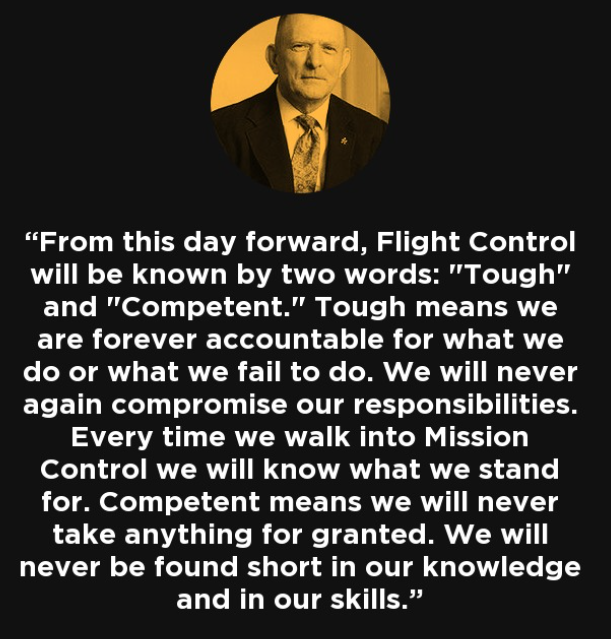 “From this day forward, Flight Control
will be known by two words: "Tough"
and "Competent." Tough means we
are forever accountable for what we
do or what we fail to do. We will never
again compromise our responsibilities.
Every time we walk into Mission
Control we will know what we stand
for. Competent means we will never
take anything for granted. We will
never be found short in our knowledge
and in our skills.”